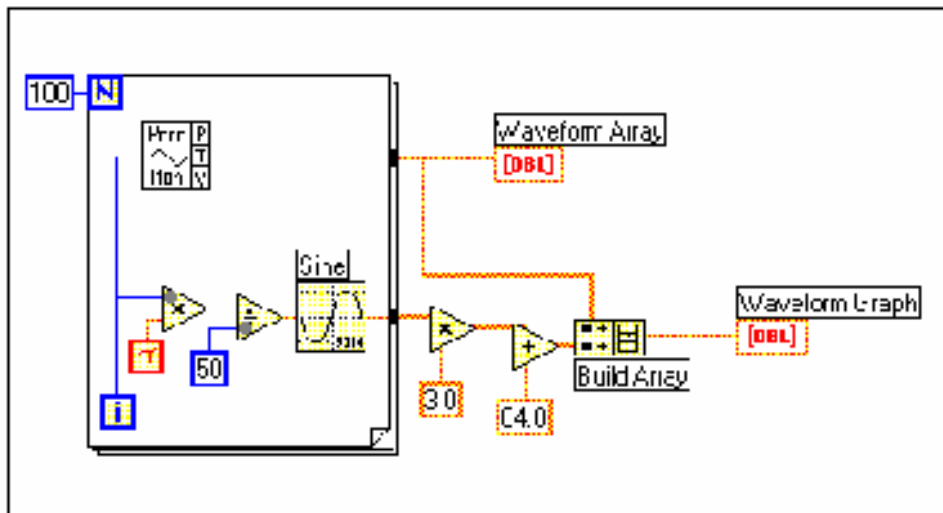 100
N
P
T
V
Waveform Array
[DBL]
Sine
×
÷
50
i
×
3.0
+
Build Array
Waveform Graph
[DBL]